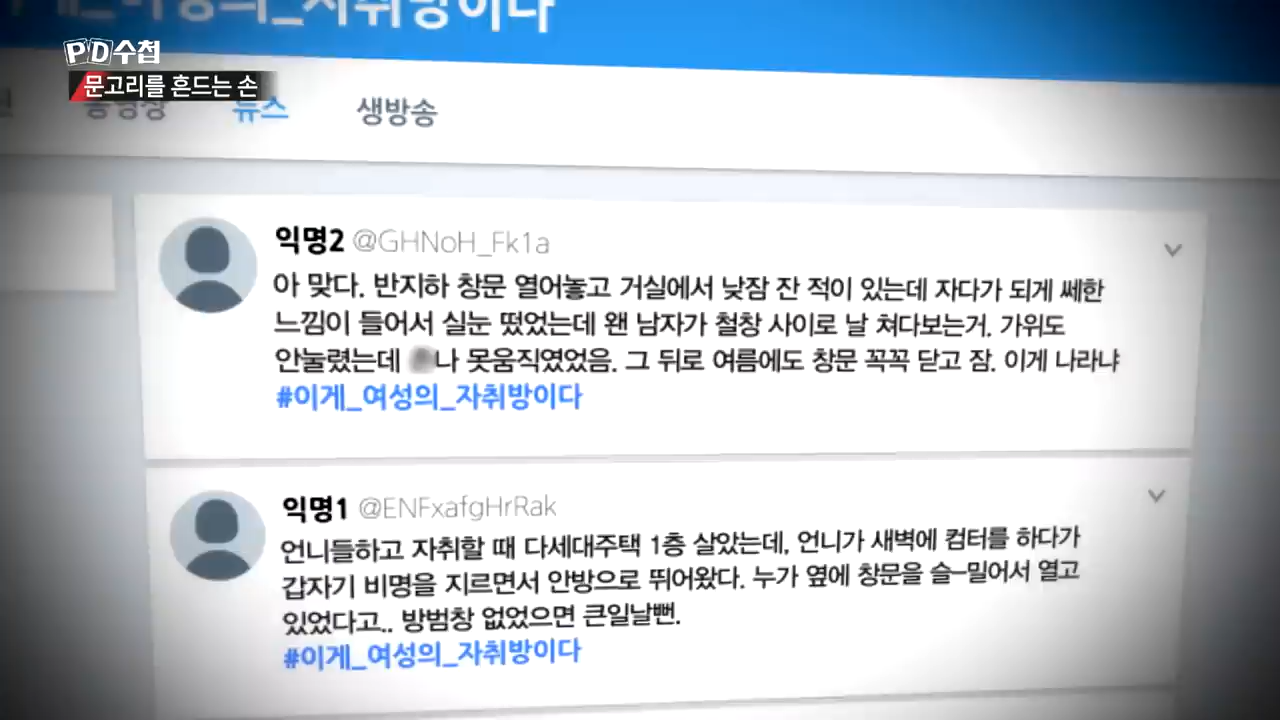 _자취방이다
PD수첩
문고리를 흔드는 손
동영상 뉴스 생방송
익명2 @GHNoH_Fk1a
아 맞다. 반지하 창문 열어놓고 거실에서 낮잠 잔 적이 있는데 자다가 되게 쎄한
느낌이 들어서 실눈 떴었는데 왠 남자가 철창 사이로 날 쳐다보는거. 가위도
안눌렸는데 나 못움직였었음. 그 뒤로 여름에도 창문 꼭꼭 닫고 잠. 이게 나라냐
#이게_여성의_자취방이다
익명1 @ENFxafgHrRak
언니들하고 자취할 때 다세대주택 1층 살았는데, 언니가 새벽에 컴터를 하다가
갑자기 비명을 지르면서 안방으로 뛰어왔다. 누가 옆에 창문을 슬-밀어서 열고
있었다고.. 방범창 없었으면 큰일날뻔.
#이게_여성의_자취방이다